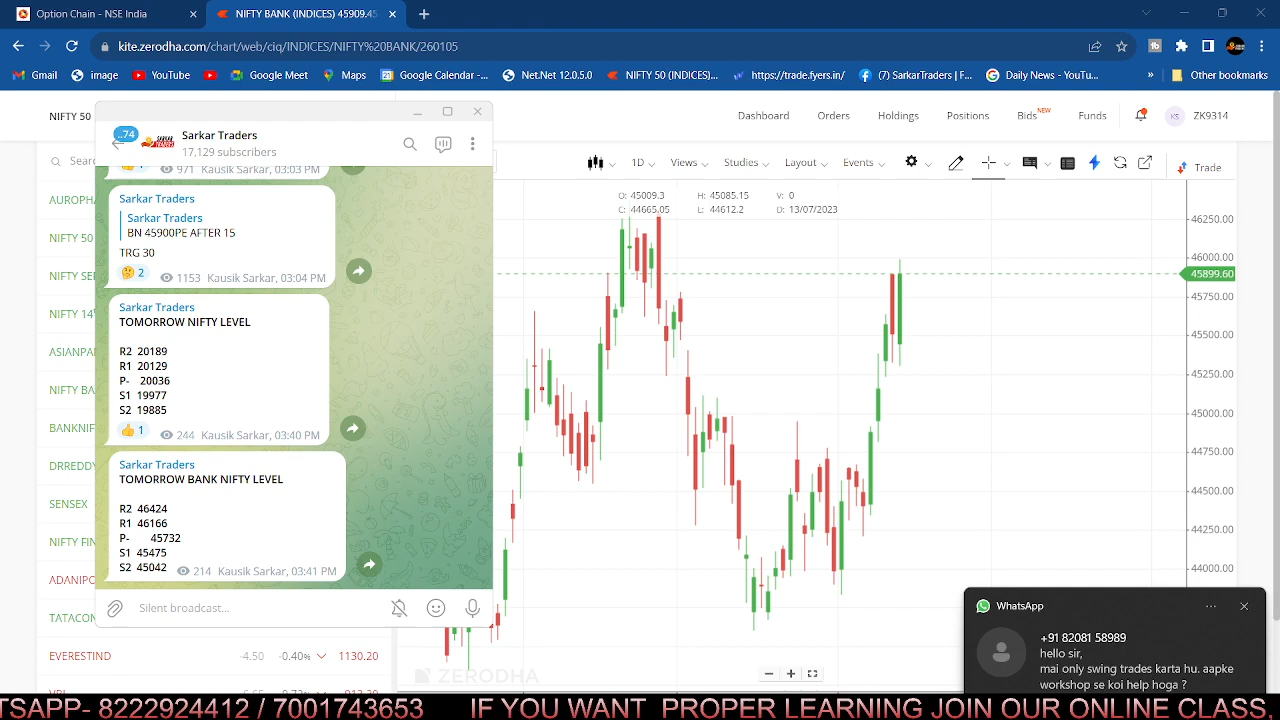 Option Chain - NSE India
NIFTY BANK (INDICES) 45909.45
kite.zerodha.com/chart/web/ciq/INDICES/NIFTY%20BANK/260105
Gmail image YouTube Google Meet Maps Google Calendar -... Net.Net 12.0.5.0 NIFTY 50 (INDICES)... https://trade.fyers.in/ (7) SarkarTraders | F... Daily News - YouTu... » Other bookmarks
NIFTY 50
Dashboard Orders Holdings Positions Bids NEW Funds KS ZK9314
..74
Sarkar Traders
17,129 subscribers
971 Kausik Sarkar, 03:03 PM
Sarkar Traders
Sarkar Traders
BN 45900PE AFTER 15
TRG 30
2 1153 Kausik Sarkar, 03:04 PM
Sarkar Traders
TOMORROW NIFTY LEVEL
R2 20189
R1 20129
P- 20036
S1 19977
S2 19885
1 244 Kausik Sarkar, 03:40 PM
Sarkar Traders
TOMORROW BANK NIFTY LEVEL
R2 46424
R1 46166
P- 45732
S1 45475
S2 45042
214 Kausik Sarkar, 03:41 PM
Silent broadcast...
Searc
AUROPHA
NIFTY 50
NIFTY SE
NIFTY 14
ASIANPA
NIFTY BA
BANKNIF
DRREDDY
SENSEX
NIFTY FIN
ADANIPO
TATACON
EVERESTIND -4.50 -0.40% 1130.20
1D Views Studies Layout Events Trade
O: 45009.3 H: 45085.15 V: 0
C: 44665.05 L: 44612.2 D: 13/07/2023
46250.00
46000.00
45899.60
45750.00
45500.00
45250.00
45000.00
44750.00
44500.00
44250.00
44000.00
ZERODHA
WhatsApp
+91 82081 58989
hello sir,
mai only swing trades karta hu. aapke
workshop se koi help hoga ?
TSAPP- 8222924412 / 7001743653 IF YOU WANT PROPER LEARNING JOIN OUR ONLINE CLASS.